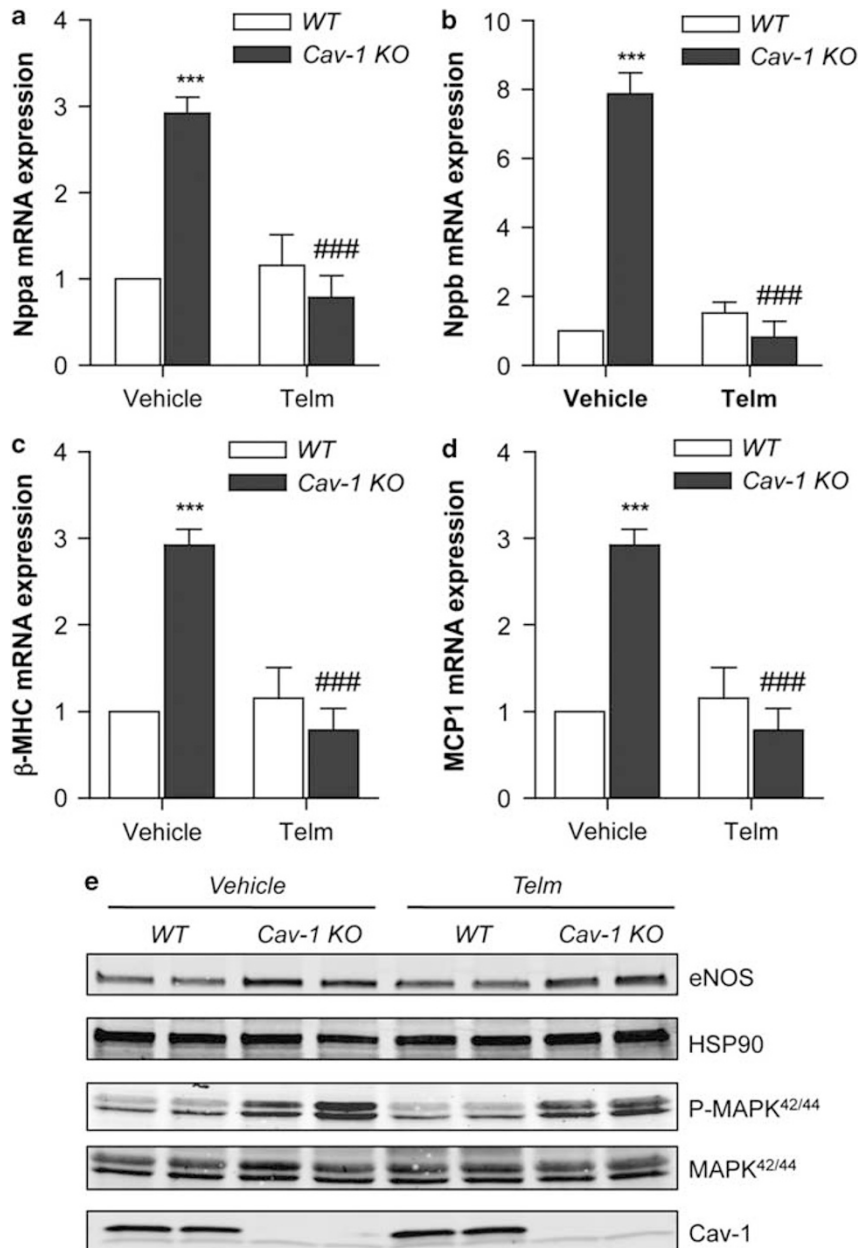 a
Nppa mRNA expression
4
3
2
1
0
WT
Cav-1 KO
***
###
Vehicle
Telm
b
Nppb mRNA expression
10
8
6
4
2
0
WT
Cav-1 KO
***
###
Vehicle
Telm
c
β-MHC mRNA expression
4
3
2
1
0
WT
Cav-1 KO
***
###
Vehicle
Telm
d
MCP1 mRNA expression
4
3
2
1
0
WT
Cav-1 KO
***
###
Vehicle
Telm
e
Vehicle Telm
WT Cav-1 KO WT Cav-1 KO
eNOS
HSP90
P-MAPK42/44
MAPK42/44
Cav-1